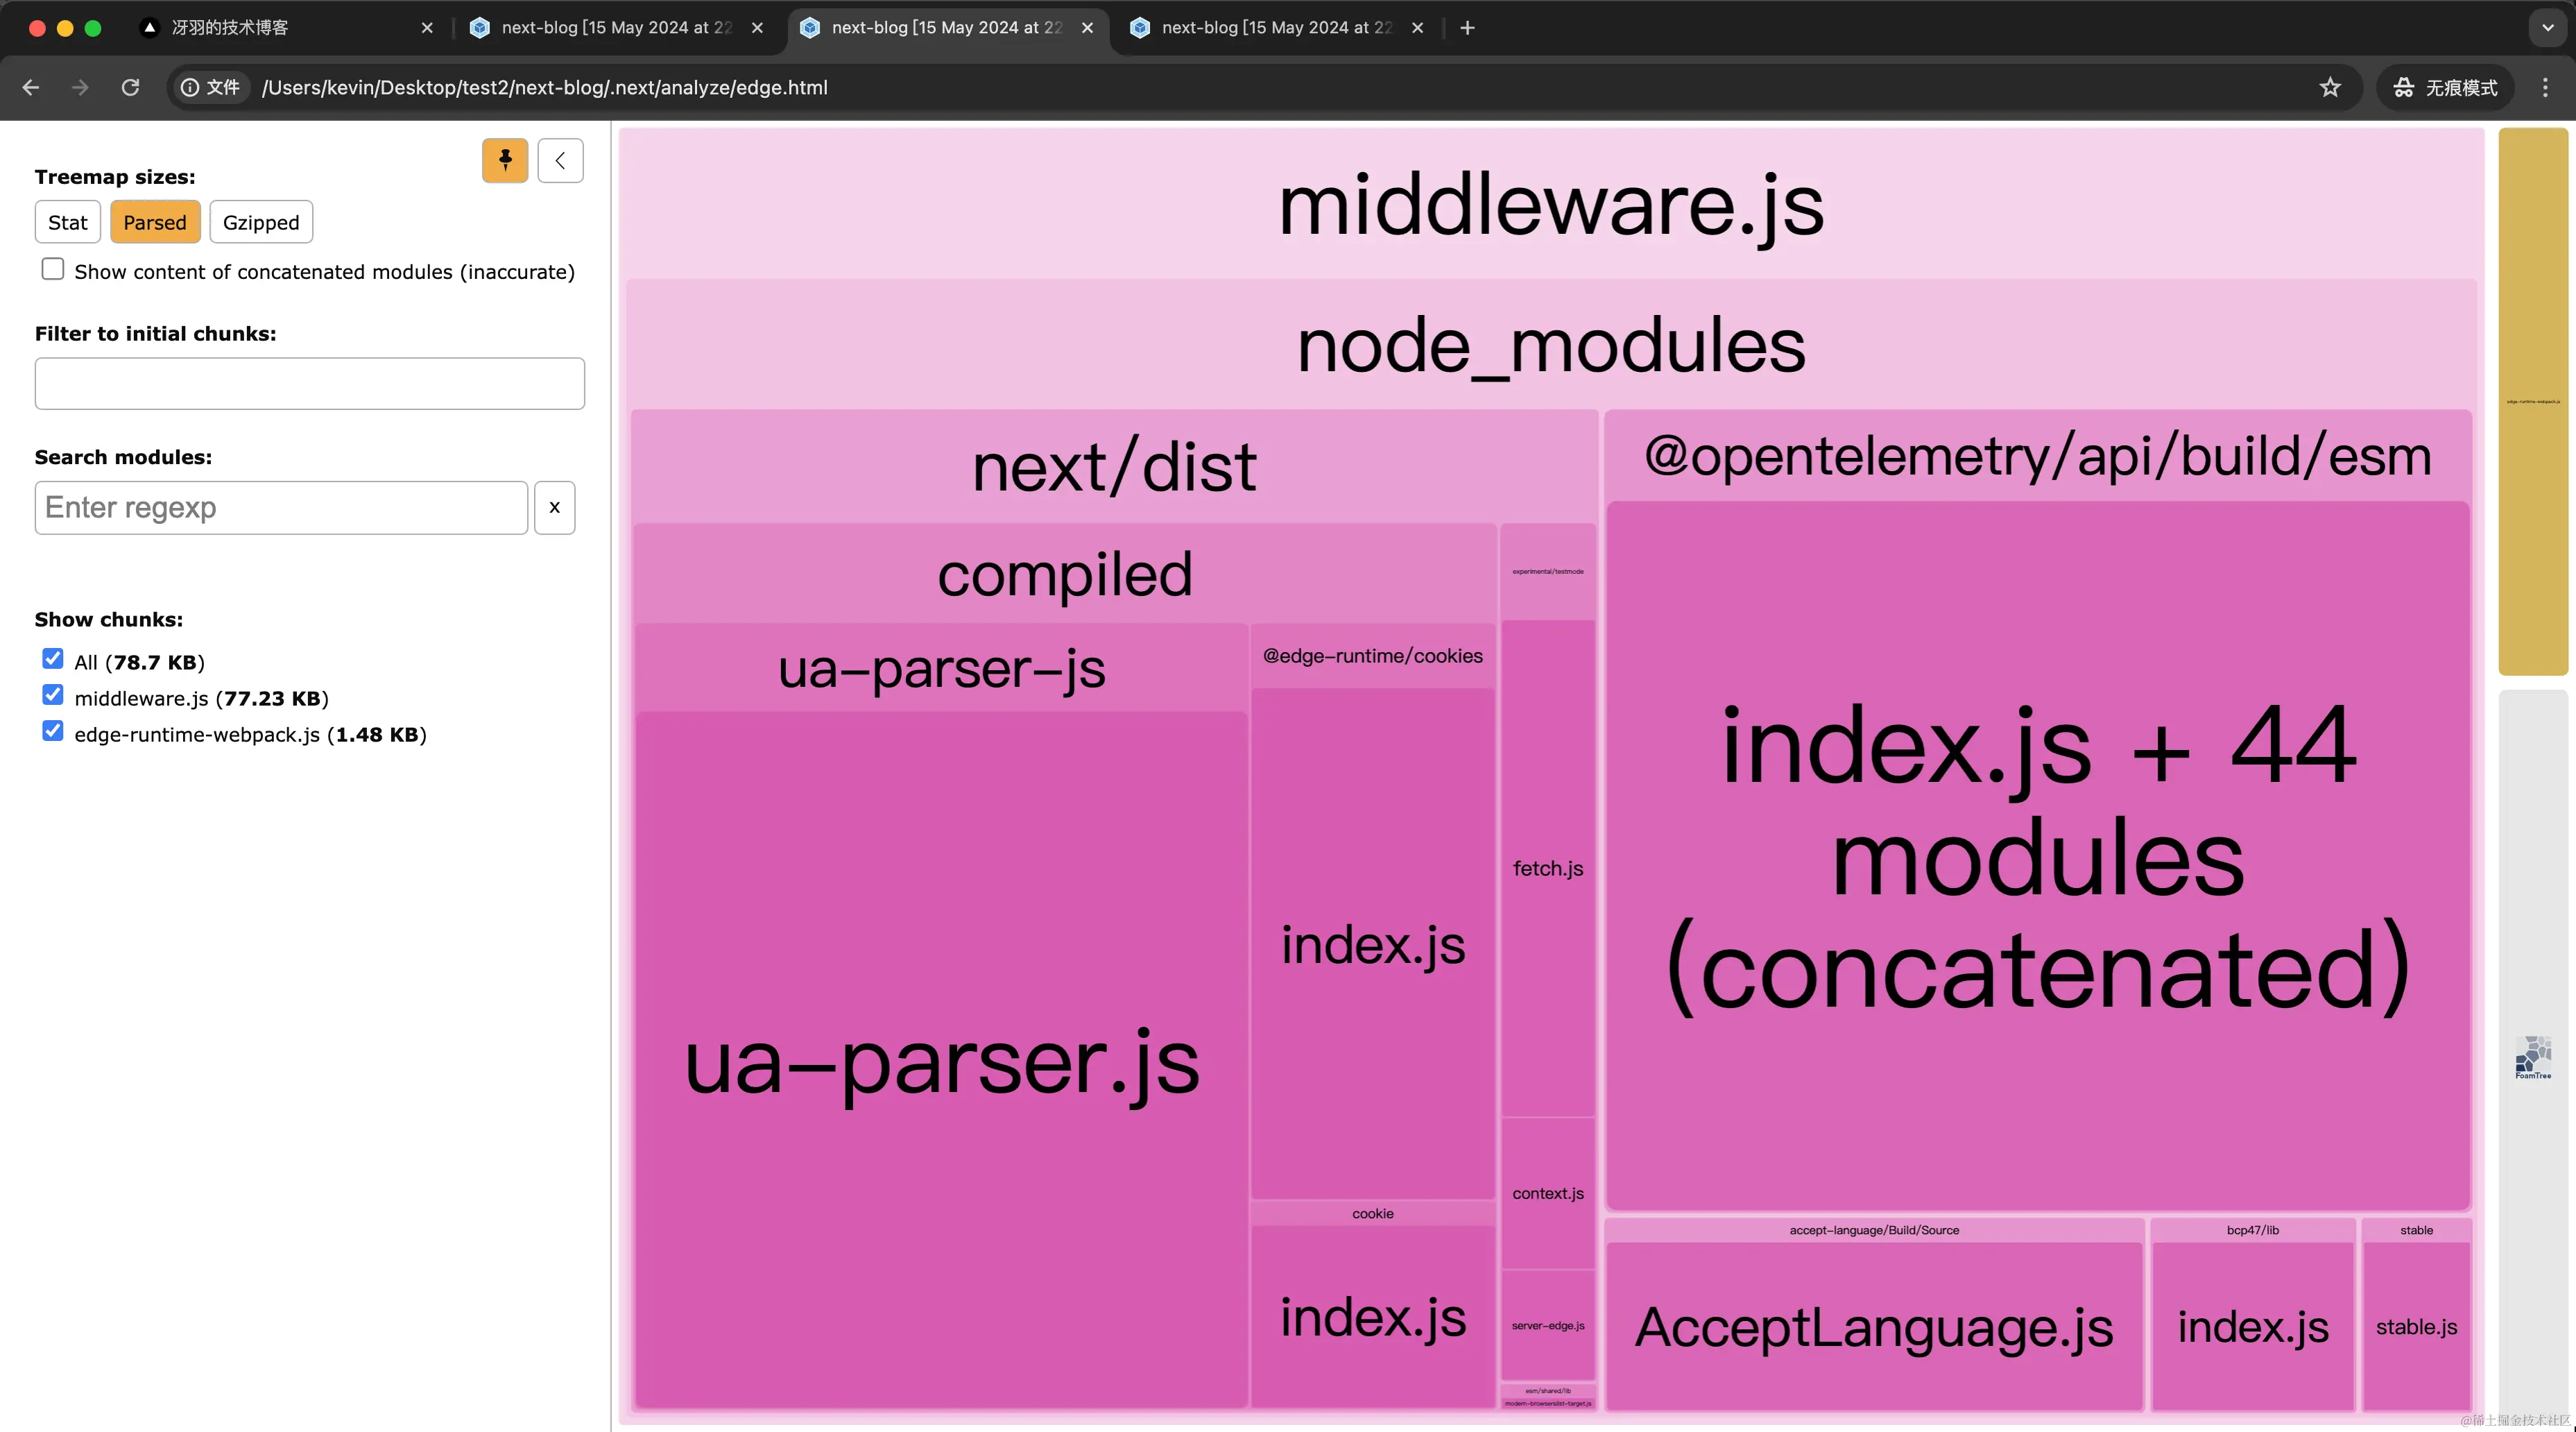 冴羽的技术博客
next-blog [15 May 2024 at 22
next-blog [15 May 2024 at 22
next-blog [15 May 2024 at 22
文件 /Users/kevin/Desktop/test2/next-blog/.next/analyze/edge.html
无痕模式
Treemap sizes:
Stat
Parsed
Gzipped
Show content of concatenated modules (inaccurate)
Filter to initial chunks:
Search modules:
Enter regexp
x
Show chunks:
All (78.7 KB)
middleware.js (77.23 KB)
edge-runtime-webpack.js (1.48 KB)
middleware.js
node_modules
next/dist
compiled
ua-parser-js
ua-parser.js
@edge-runtime/cookies
index.js
cookie
index.js
experimental/testmode
fetch.js
context.js
server-edge.js
esm/shared/lib
modern-browserslist-target.js
@opentelemetry/api/build/esm
index.js + 44
modules
(concatenated)
accept-language/Build/Source
AcceptLanguage.js
bcp47/lib
index.js
stable
stable.js
edge-runtime-webpack.js
FoamTree
@稀土掘金技术社区